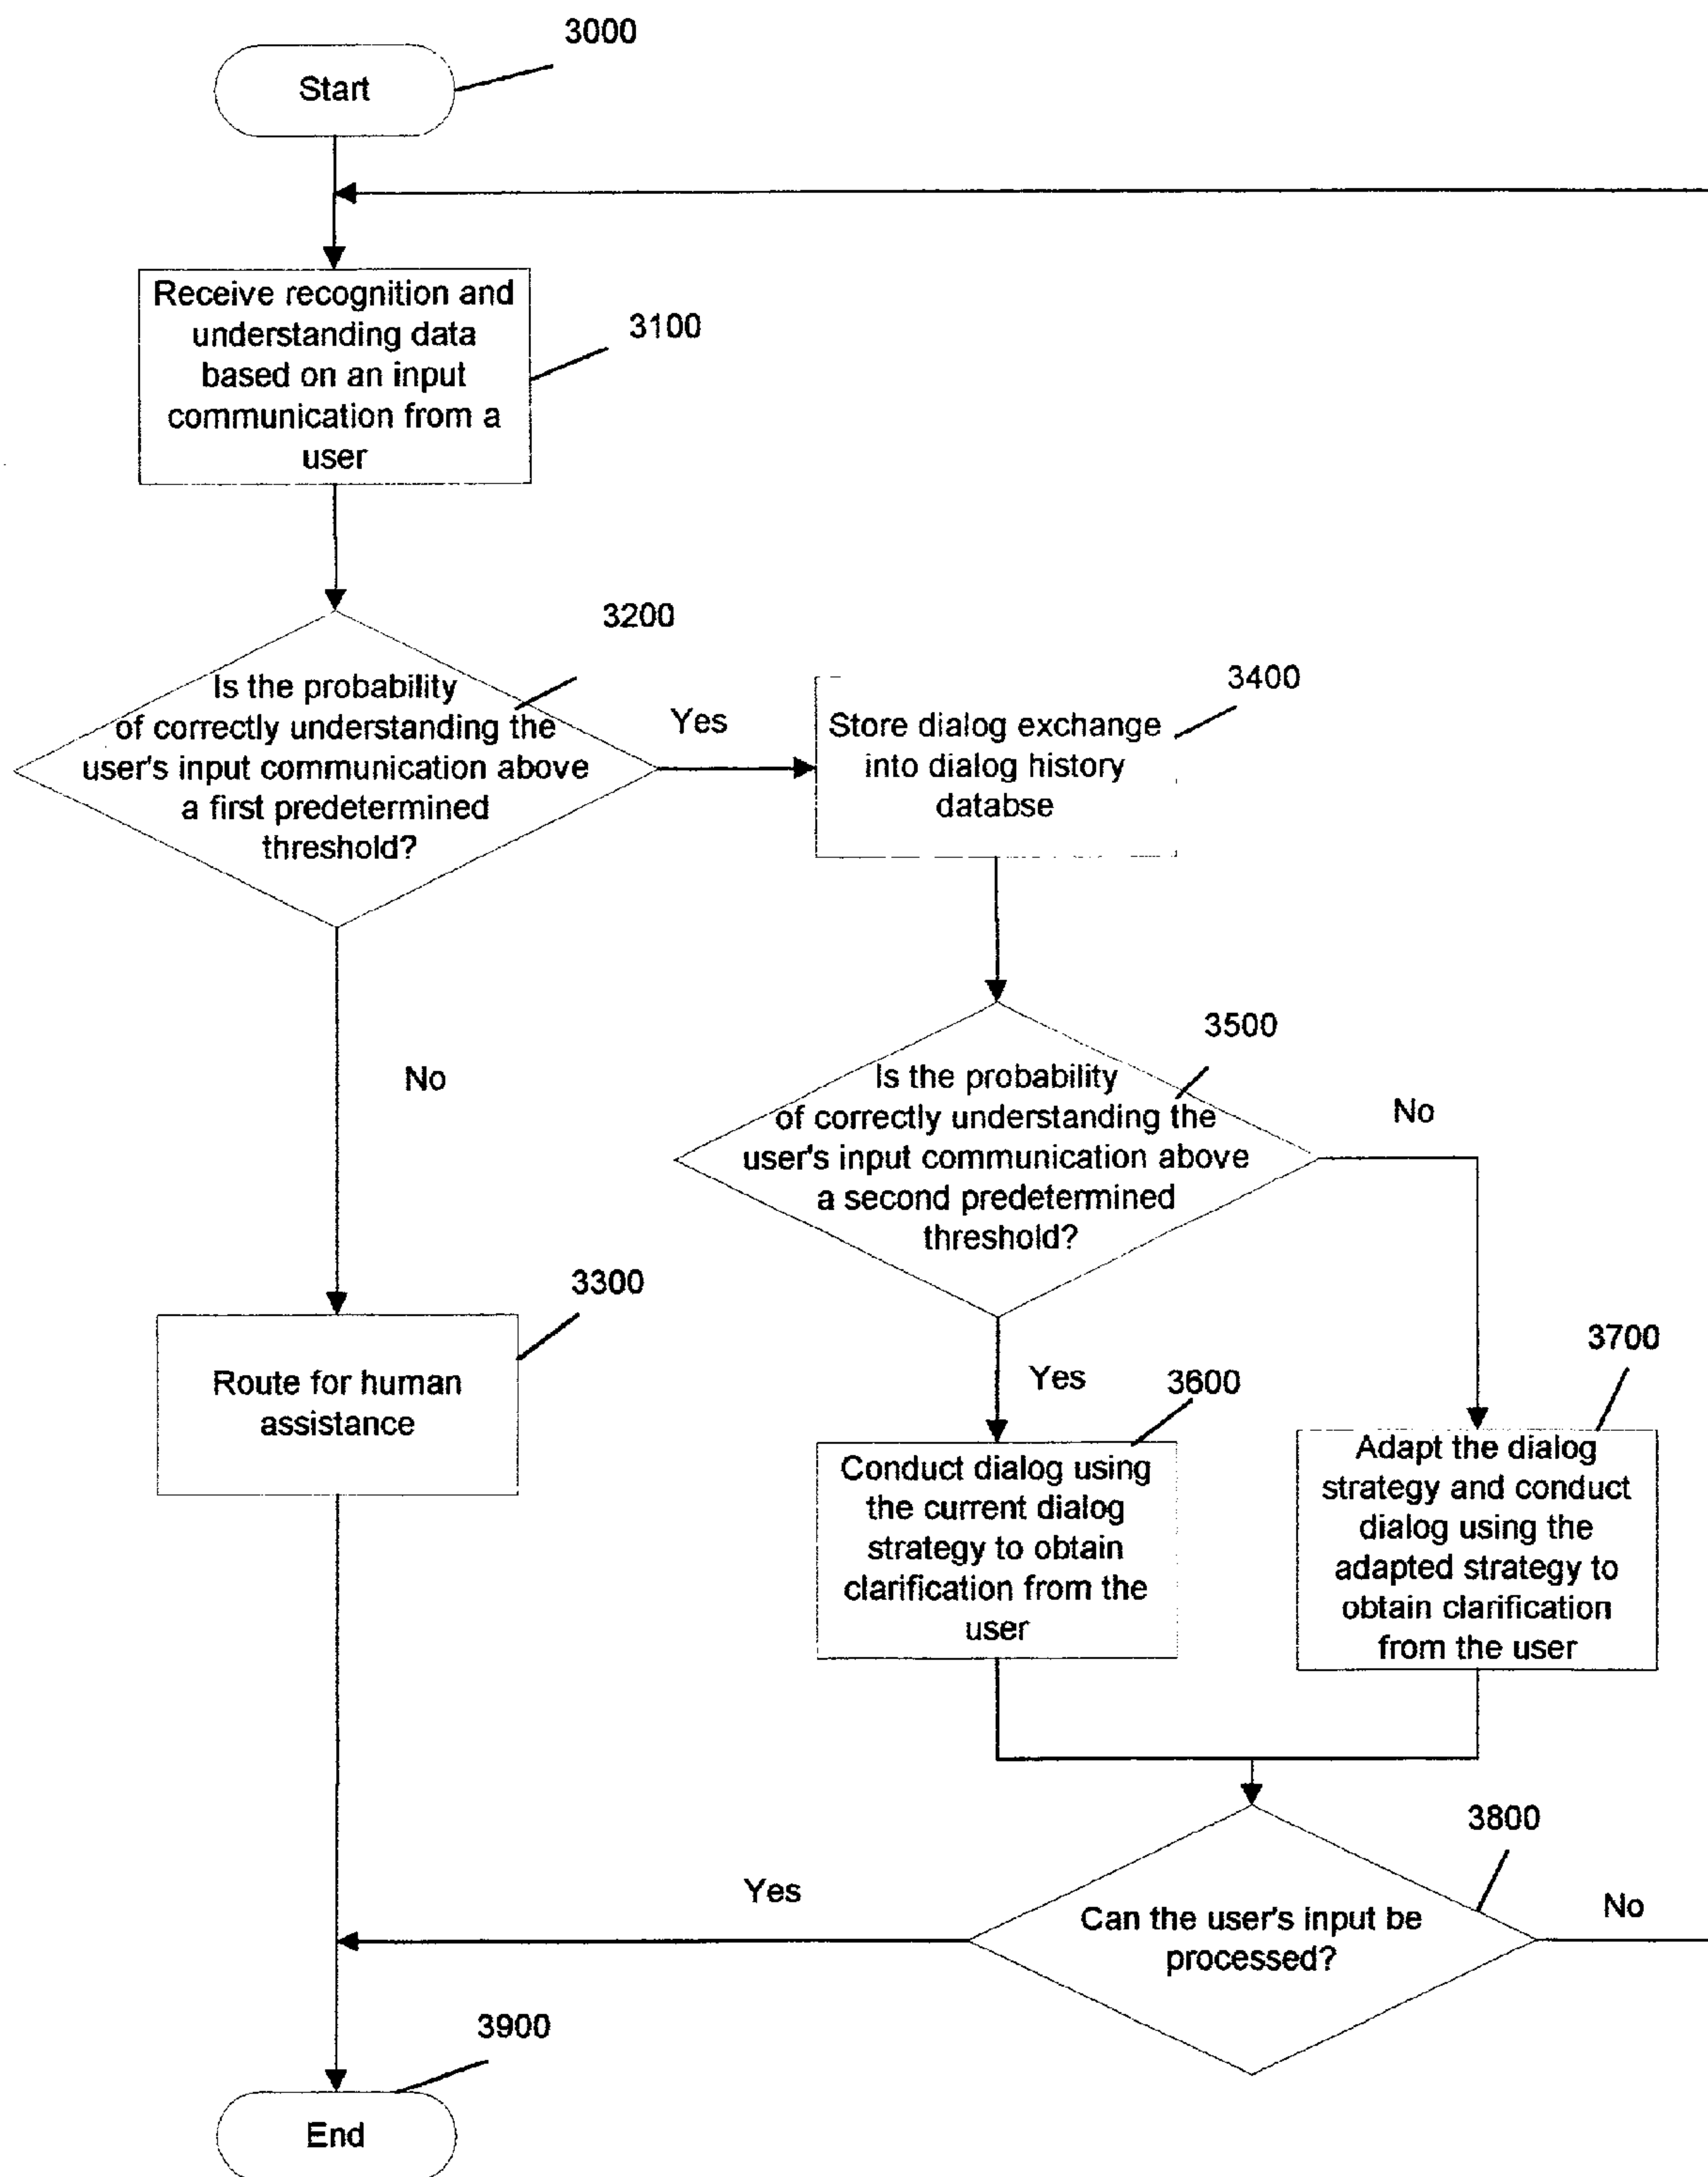 3000
Start
Receive recognition and
understanding data
based on an input
communication from a
user
3100
3200
Is the probability
of correctly understanding the
user's input communication above
a first predetermined
threshold?
Yes
3400
Store dialog exchange
into dialog history
databse
No
3500
Is the probability
of correctly understanding the
user's input communication above
a second predetermined
threshold?
No
3300
Route for human
assistance
Yes
3600
Conduct dialog using
the current dialog
strategy to obtain
clarification from the
user
3700
Adapt the dialog
strategy and conduct
dialog using the
adapted strategy to
obtain clarification
from the user
3800
Can the user's input be
processed?
Yes
No
3900
End